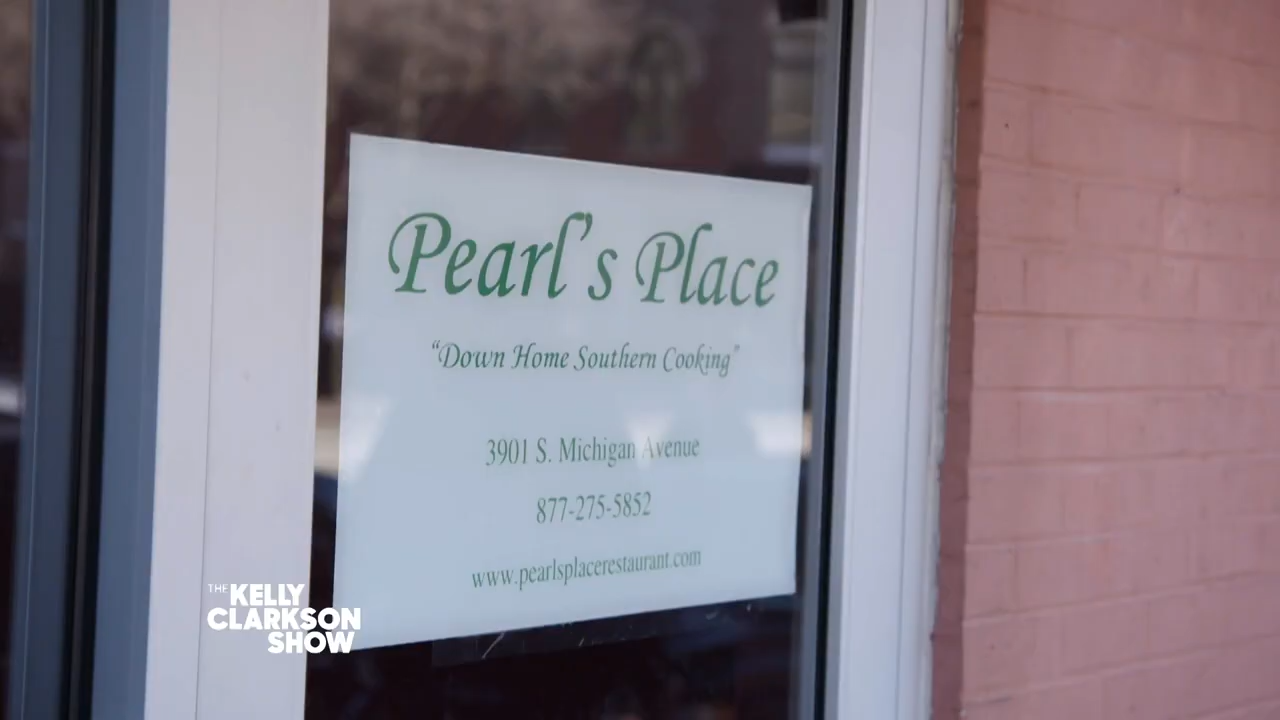 Pearl's Place
“Down Home Southern Cooking”
3901 S. Michigan Avenue
877-275-5852
www.pearlsplacerestaurant.com
THE KELLY
CLARKSON
SHOW